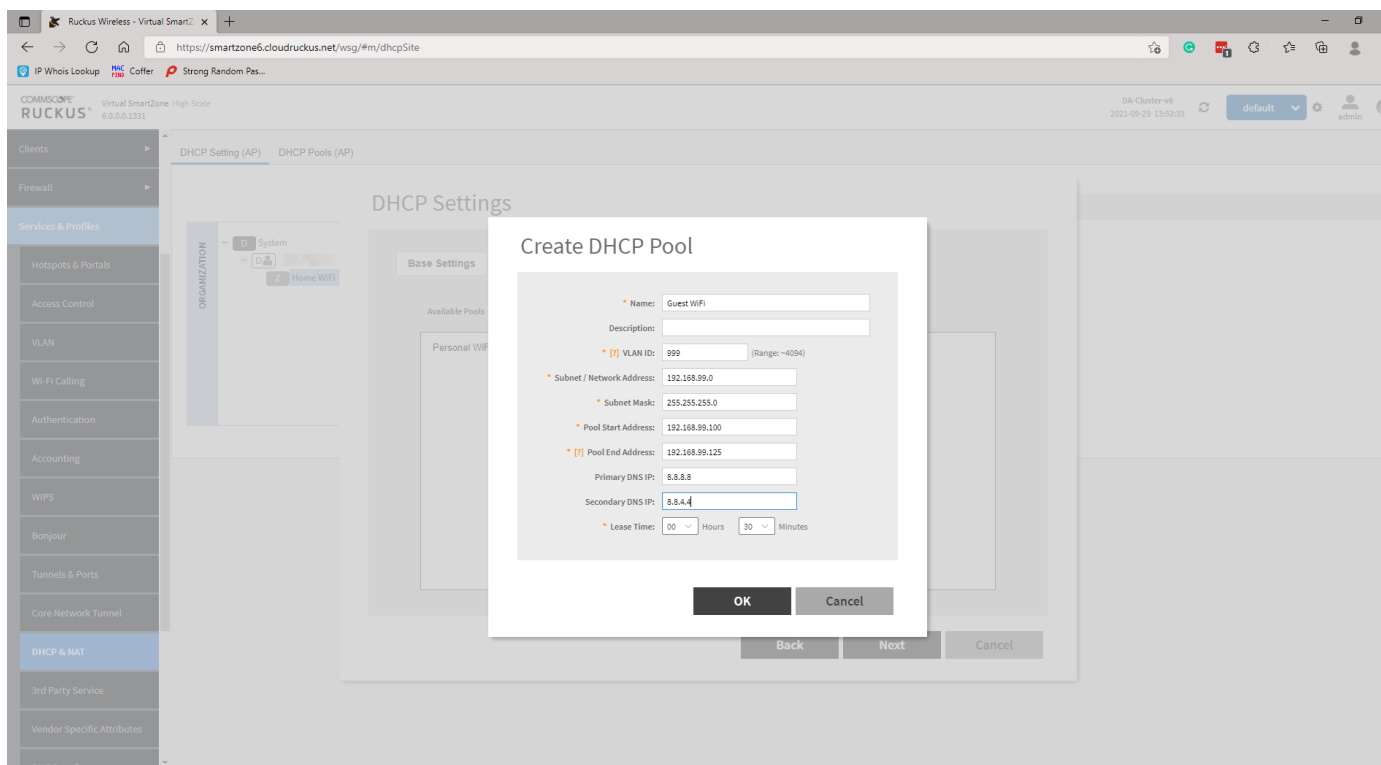 Ruckus Wireless - Virtual SmartZ
https://smartzone6.cloudruckus.net/wsg/#m/dhcpSite
IP Whois Lookup MAC FIND Coffer Strong Random Pas...
COMMSCOPE RUCKUS Virtual SmartZone High Scale 6.0.0.0.1331
DA-Cluster-v6 2021-09-29 13:52:33 default admin
Clients
DHCP Setting (AP) DHCP Pools (AP)
Firewall
Services & Profiles
Hotspots & Portals
Access Control
VLAN
Wi-Fi Calling
Authentication
Accounting
WIPS
Bonjour
Tunnels & Ports
Core Network Tunnel
DHCP & NAT
3rd Party Service
Vendor Specific Attributes
ORGANIZATION
D System
D
Z Home WiFi
DHCP Settings
Base Settings
Available Pools
Personal WiF
Create DHCP Pool
* Name: Guest WiFi
Description:
* [?] VLAN ID: 999 (Range: ~4094)
* Subnet / Network Address: 192.168.99.0
* Subnet Mask: 255.255.255.0
* Pool Start Address: 192.168.99.100
* [?] Pool End Address: 192.168.99.125
Primary DNS IP: 8.8.8.8
Secondary DNS IP: 8.8.4.4
* Lease Time: 00 Hours 30 Minutes
OK Cancel
Back Next Cancel